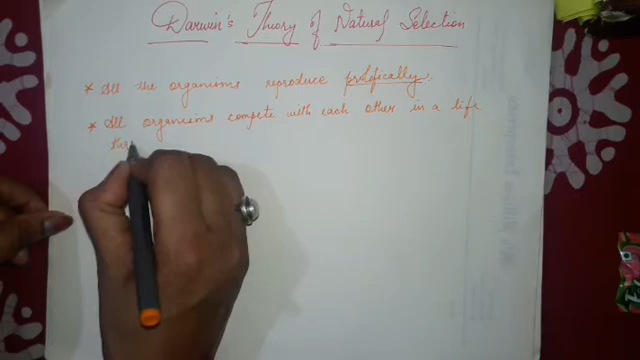 Darwin's Theory of Natural Selection
* All the organisms reproduce prolifically.
* All organisms compete with each other in a life